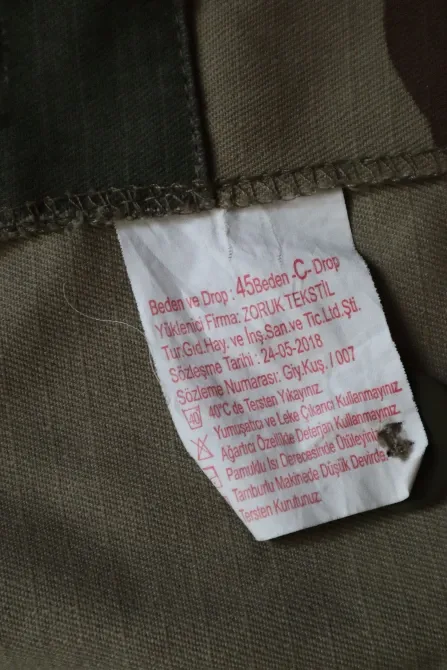 Beden ve Drop : 45Beden -C- Drop
Yüklenici Firma: ZORUK TEKSTİL
Tur.Gıd.Hay. ve İnş.San.ve Tic.Ltd.Şti.
Sözleşme Tarihi : 24-05-2018
Sözleme Numarası: Giy.Kuş. / 007
40 40°C de Tersten Yıkayınız.
Yumuşatıcı ve Leke Çıkarıcı Kullanmayınız.
Ağartıcı Özellikde Deterjan Kullanmayınız.
Pamuklu Isı Derecesinde Ütüleyiniz
Tamburlu Makinede Düşük Devirde
Tersten Kurutunuz.